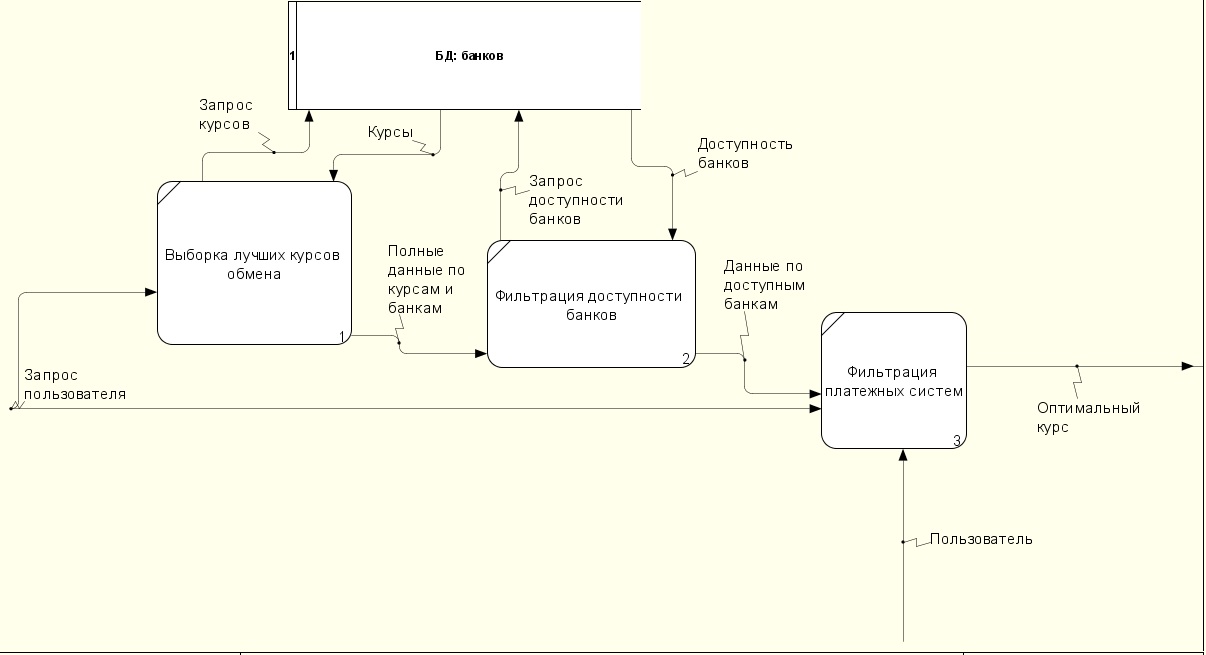 1
БД: банков
Запрос
курсов
Курсы
Доступность
банков
Запрос
доступности
банков
Выборка лучших курсов
обмена
1
Полные
данные по
курсам и
банкам
Фильтрация доступности
банков
2
Данные по
доступным
банкам
Запрос
пользователя
Фильтрация
платежных систем
3
Оптимальный
курс
Пользователь